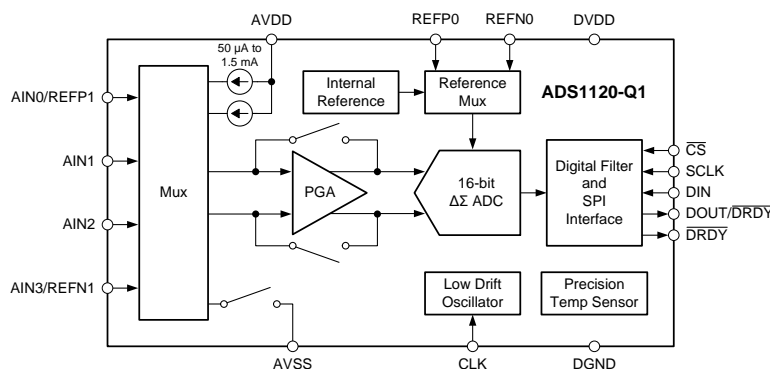 AVDD
REFP0
REFN0
DVDD
50 µA to
1.5 mA
Internal
Reference
Reference
Mux
ADS1120-Q1
AIN0/REFP1
AIN1
AIN2
AIN3/REFN1
Mux
PGA
16-bit
ΔΣ ADC
Digital Filter
and
SPI
Interface
CS
SCLK
DIN
DOUT/DRDY
DRDY
Low Drift
Oscillator
Precision
Temp Sensor
AVSS
CLK
DGND